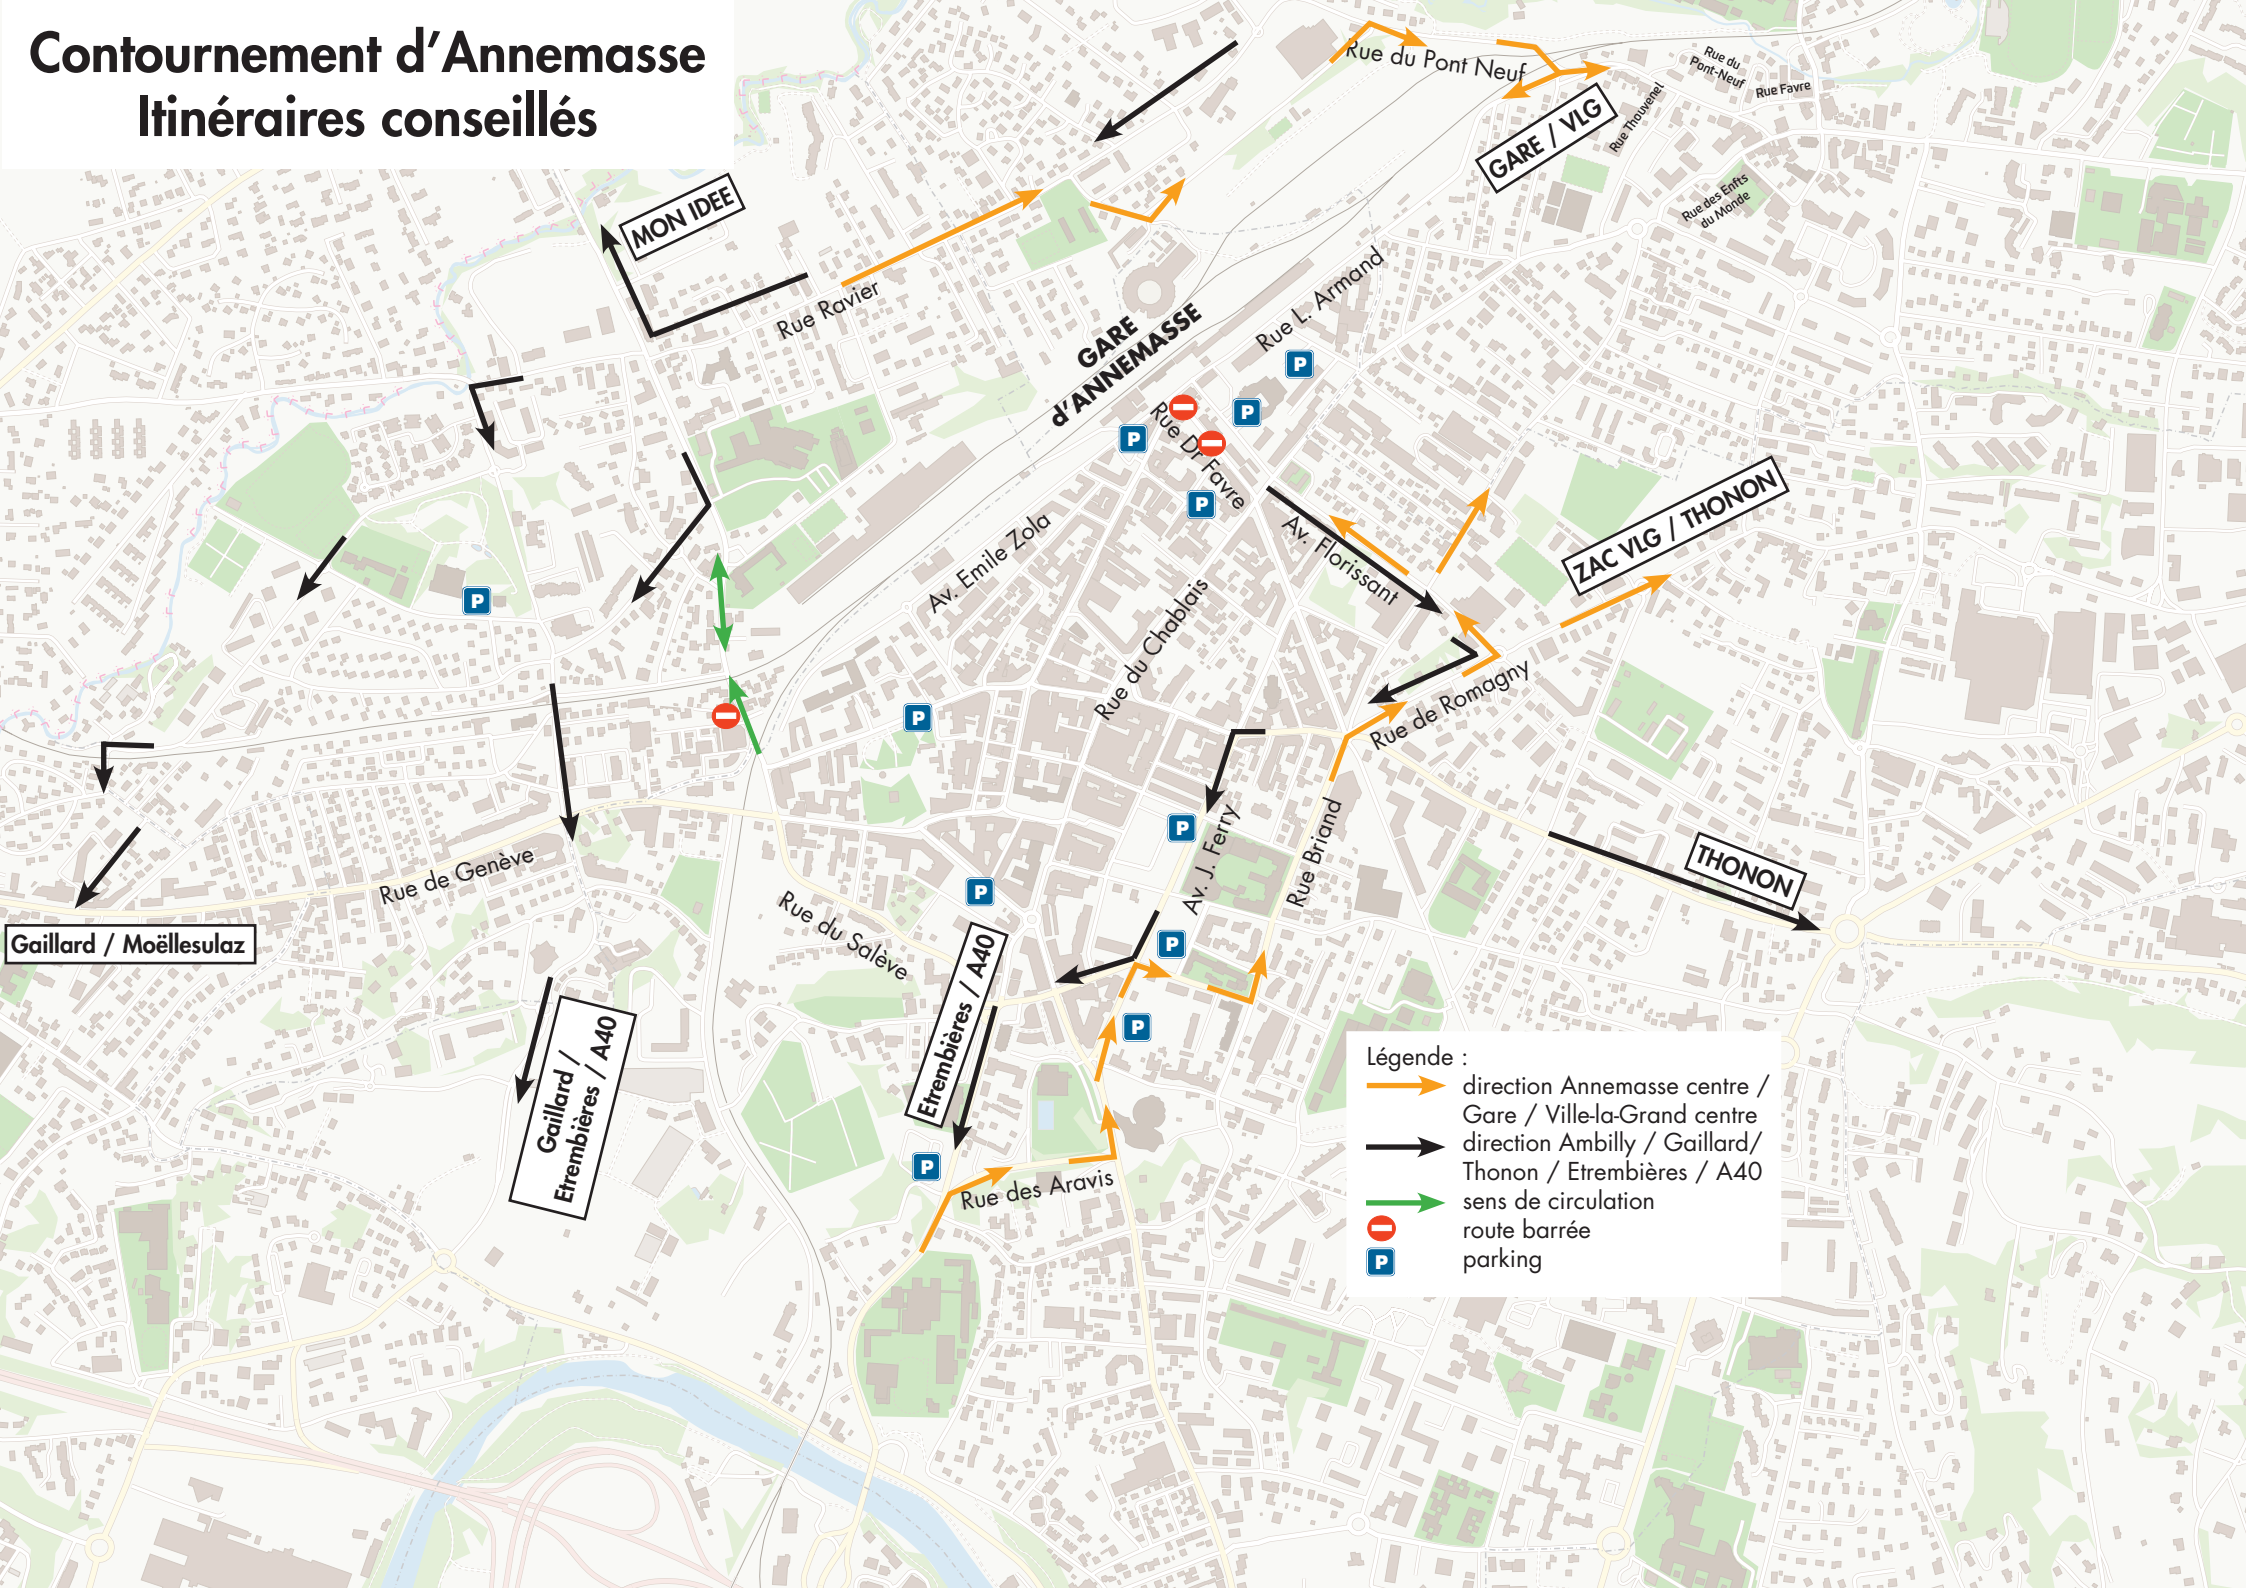 Contournement d'Annemasse
Itinéraires conseillés
Rue du Pont Neuf
Rue du
Pont-Neuf
Rue Favre
Rue Thouvenel
GARE / VLG
Rue des Enfts
du Monde
MON IDEE
Rue Ravier
GARE
d'ANNEMASSE
Rue L. Armand
P
P
P
Rue Dr Favre
P
Av. Emile Zola
Av. Florissant
ZAC VLG / THONON
P
Rue du Chablais
Rue de Romagny
P
P
Av. J. Ferry
Rue Briand
THONON
Rue de Genève
Rue du Salève
P
Gaillard / Moëllesulaz
P
Etrembières / A40
Gaillard /
Etrembières / A40
P
P
Rue des Aravis
Légende :
direction Annemasse centre /
Gare / Ville-la-Grand centre
direction Ambilly / Gaillard/
Thonon / Etrembières / A40
sens de circulation
route barrée
P parking